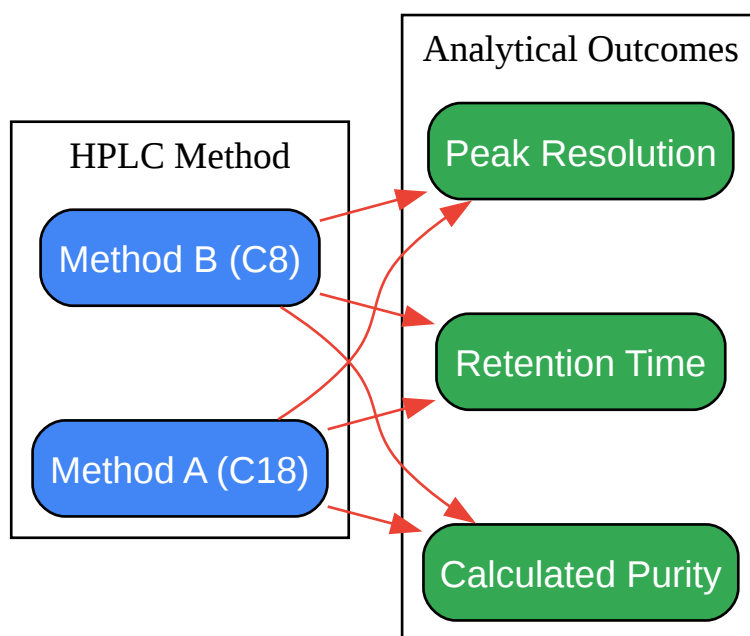 HPLC Method
Method B (C8)
Method A (C18)
Analytical Outcomes
Peak Resolution
Retention Time
Calculated Purity